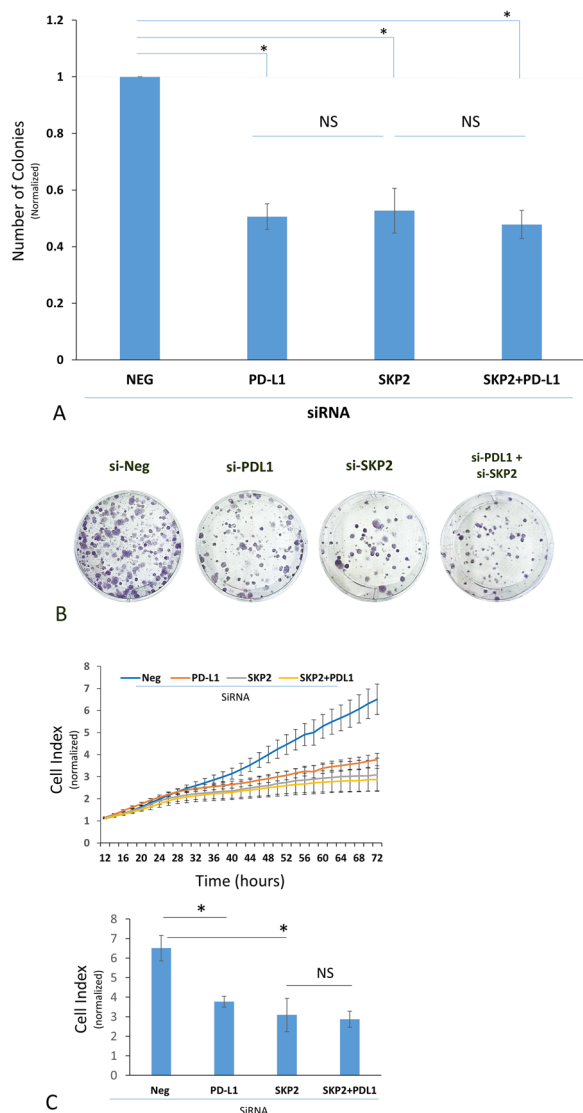 1.2
*
*
*
1
NS
NS
0.8
0.6
0.4
0.2
0
Number of Colonies
(Normalized)
NEG PD-L1 SKP2 SKP2+PD-L1
siRNA
A
si-Neg si-PDL1 si-SKP2 si-PDL1 +
si-SKP2
B
8
7
6
5
4
3
2
1
0
Neg PD-L1 SKP2 SKP2+PDL1
SiRNA
Cell Index
(normalized)
12 16 20 24 28 32 36 40 44 48 52 56 60 64 68 72
Time (hours)
8
7
6
5
4
3
2
1
0
*
*
NS
Cell Index
(normalized)
Neg PD-L1 SKP2 SKP2+PDL1
SiRNA
C